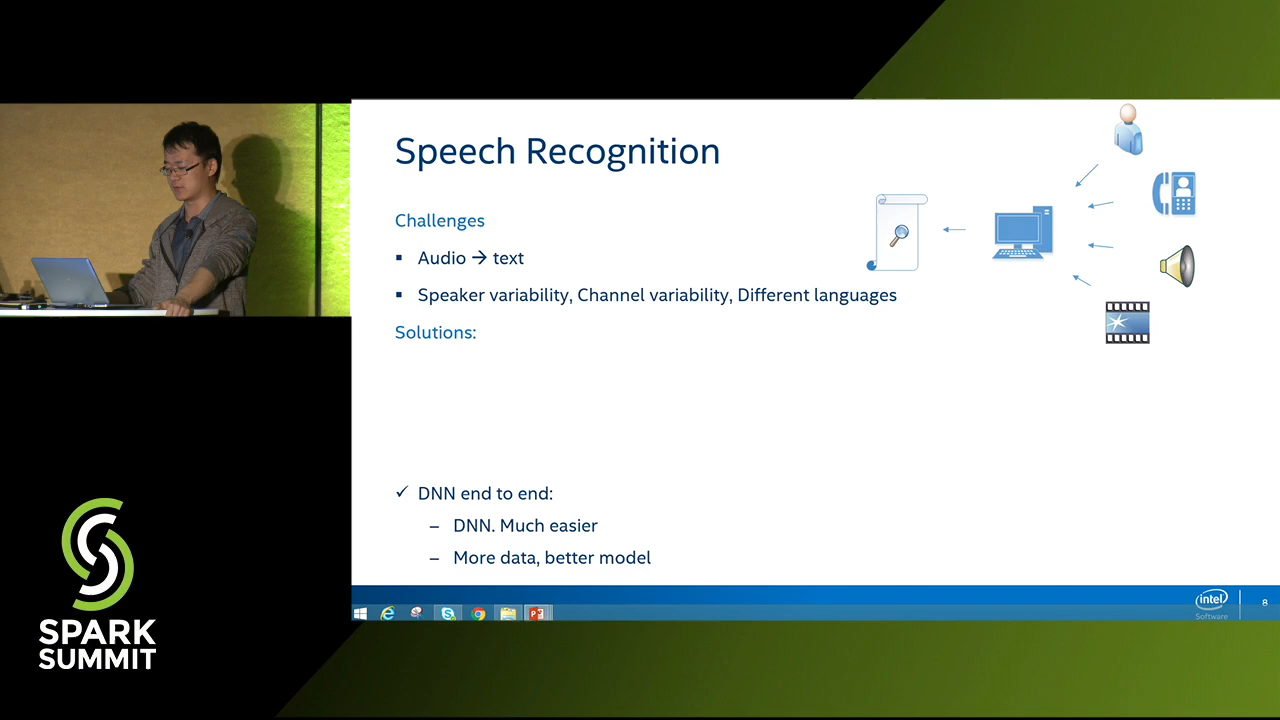 Speech Recognition
Challenges
▪ Audio → text
▪ Speaker variability, Channel variability, Different languages
Solutions:
✓ DNN end to end:
– DNN. Much easier
– More data, better model
intel
Software
8
SPARK
SUMMIT